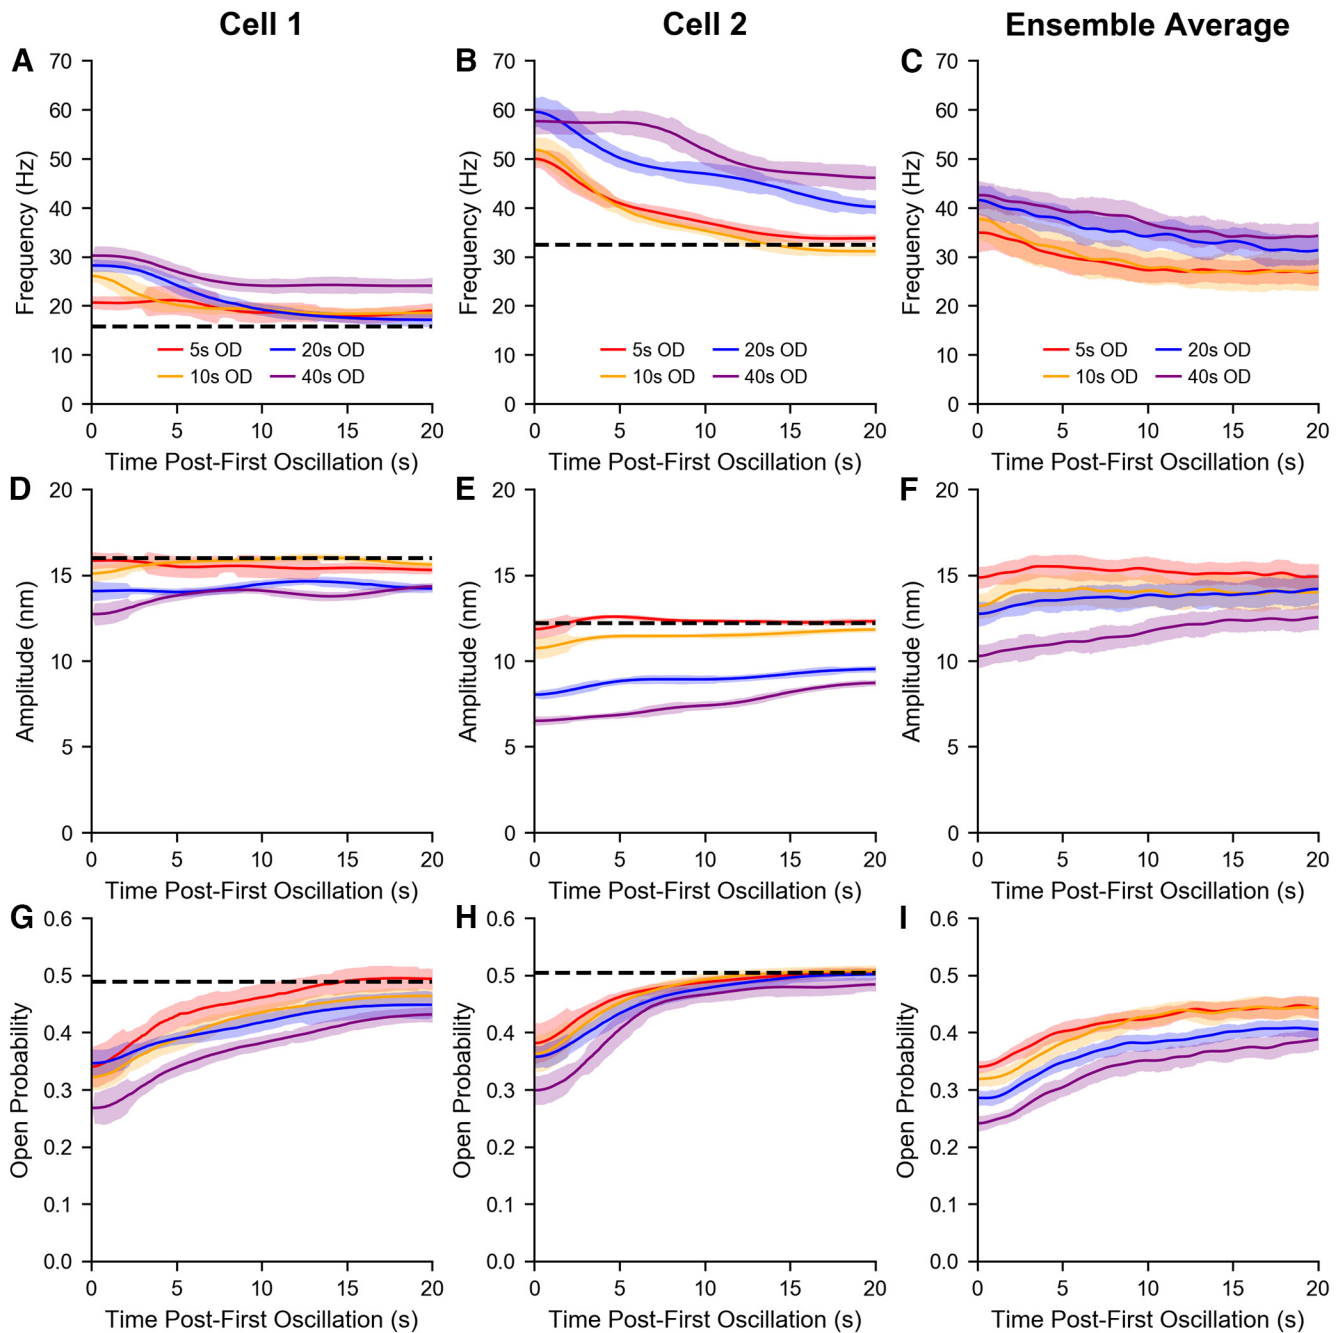 Cell 1 Cell 2 Ensemble Average
A B C
70 70 70
60 60 60
50 50 50
40 40 40
30 30 30
20 20 20
10 10 10
0 0 0
Frequency (Hz) Frequency (Hz) Frequency (Hz)
5s OD 20s OD 5s OD 20s OD 5s OD 20s OD
10s OD 40s OD 10s OD 40s OD 10s OD 40s OD
0 5 10 15 20 0 5 10 15 20 0 5 10 15 20
Time Post-First Oscillation (s) Time Post-First Oscillation (s) Time Post-First Oscillation (s)
D E F
20 20 20
15 15 15
10 10 10
5 5 5
0 0 0
Amplitude (nm) Amplitude (nm) Amplitude (nm)
0 5 10 15 20 0 5 10 15 20 0 5 10 15 20
Time Post-First Oscillation (s) Time Post-First Oscillation (s) Time Post-First Oscillation (s)
G H I
0.6 0.6 0.6
0.5 0.5 0.5
0.4 0.4 0.4
0.3 0.3 0.3
0.2 0.2 0.2
0.1 0.1 0.1
0.0 0.0 0.0
Open Probability Open Probability Open Probability
0 5 10 15 20 0 5 10 15 20 0 5 10 15 20
Time Post-First Oscillation (s) Time Post-First Oscillation (s) Time Post-First Oscillation (s)